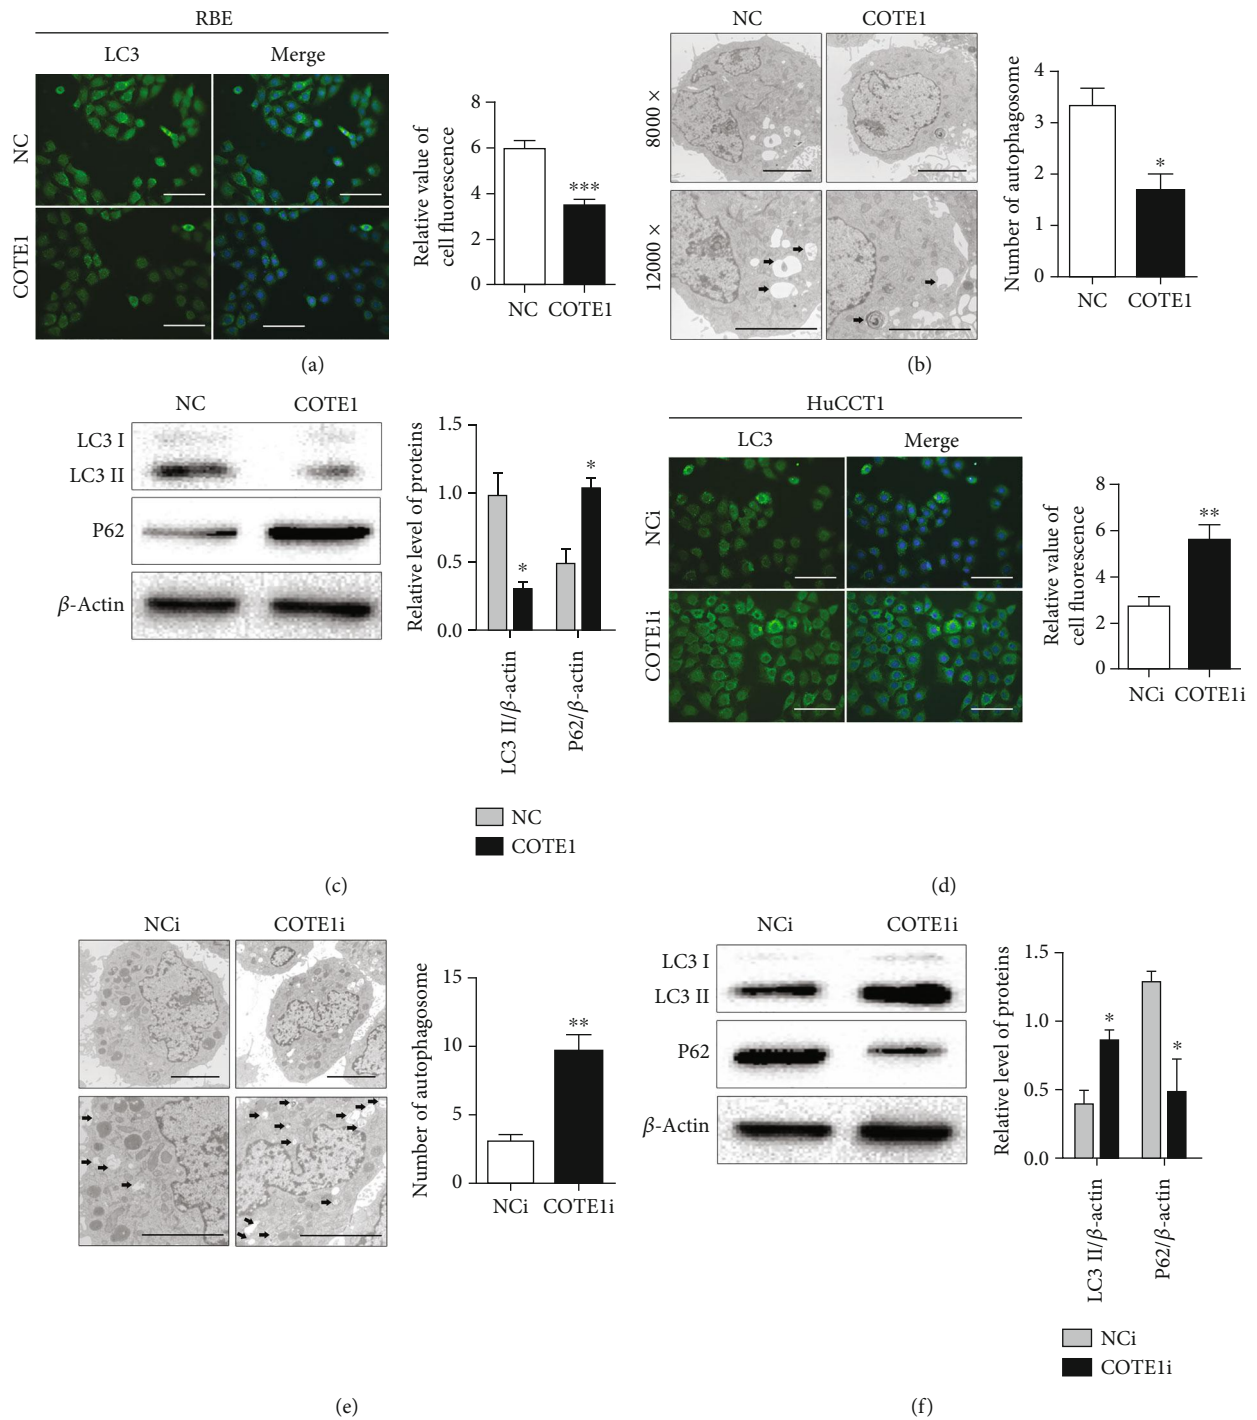 RBE
LC3 Merge
NC
COTE1
Relative value of
cell fluorescence
8
6
4
2
0
***
NC COTE1
(a)
NC COTE1
8000 ×
12000 ×
Number of autophagosome
4
3
2
1
0
*
NC COTE1
(b)
NC COTE1
LC3 I
LC3 II
P62
β-Actin
Relative level of proteins
1.5
1.0
0.5
0.0
*
*
LC3 II/β-actin
P62/β-actin
NC
COTE1
(c)
HuCCT1
LC3 Merge
NCi
COTE1i
Relative value of
cell fluorescence
8
6
4
2
0
**
NCi COTE1i
(d)
NCi COTE1i
Number of autophagosome
15
10
5
0
**
NCi COTE1i
(e)
NCi COTE1i
LC3 I
LC3 II
P62
β-Actin
Relative level of proteins
1.5
1.0
0.5
0.0
*
*
LC3 II/β-actin
P62/β-actin
NCi
COTE1i
(f)